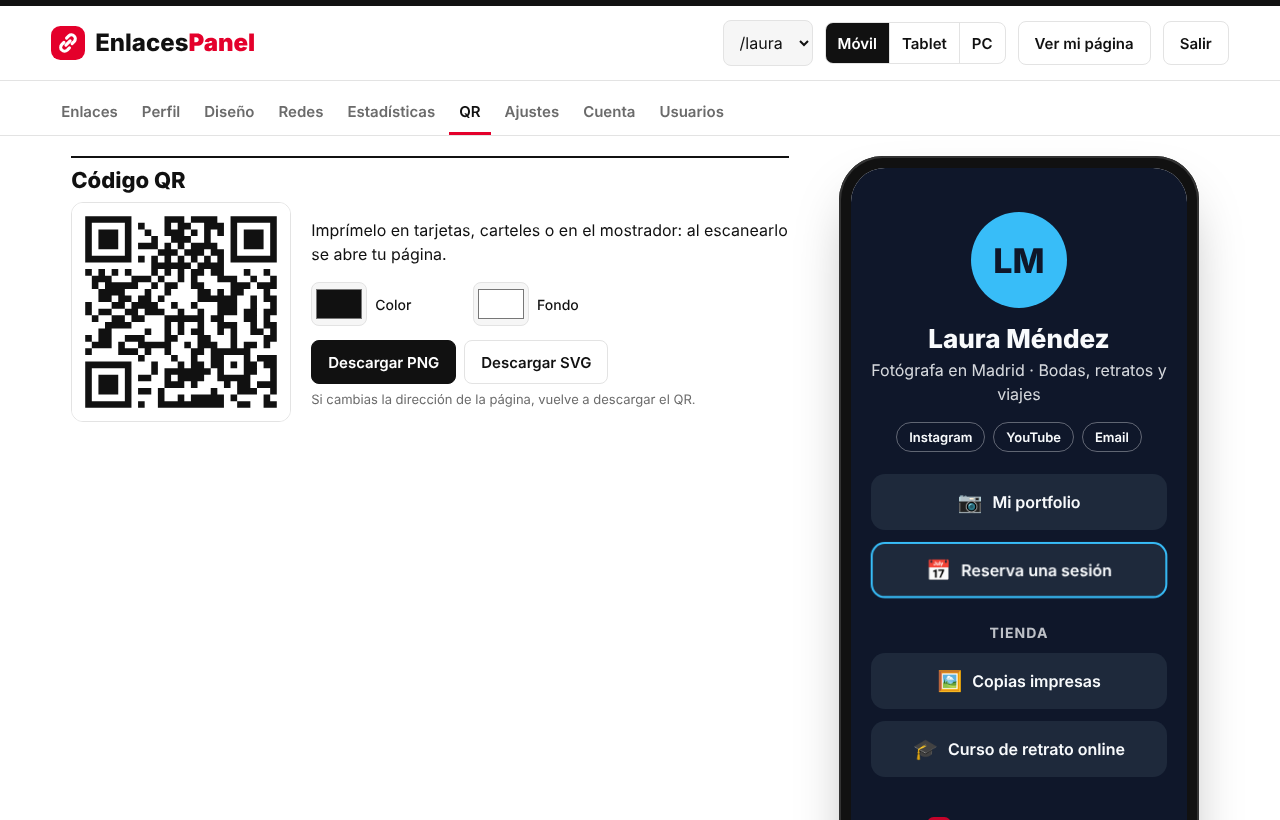 EnlacesPanel
/laura
Móvil
Tablet
PC
Ver mi página
Salir
Enlaces
Perfil
Diseño
Redes
Estadísticas
QR
Ajustes
Cuenta
Usuarios
Código QR
Imprímelo en tarjetas, carteles o en el mostrador: al escanearlo
se abre tu página.
Color
Fondo
Descargar PNG
Descargar SVG
Si cambias la dirección de la página, vuelve a descargar el QR.
LM
Laura Méndez
Fotógrafa en Madrid · Bodas, retratos y
viajes
Instagram
YouTube
Email
Mi portfolio
Reserva una sesión
TIENDA
Copias impresas
Curso de retrato online